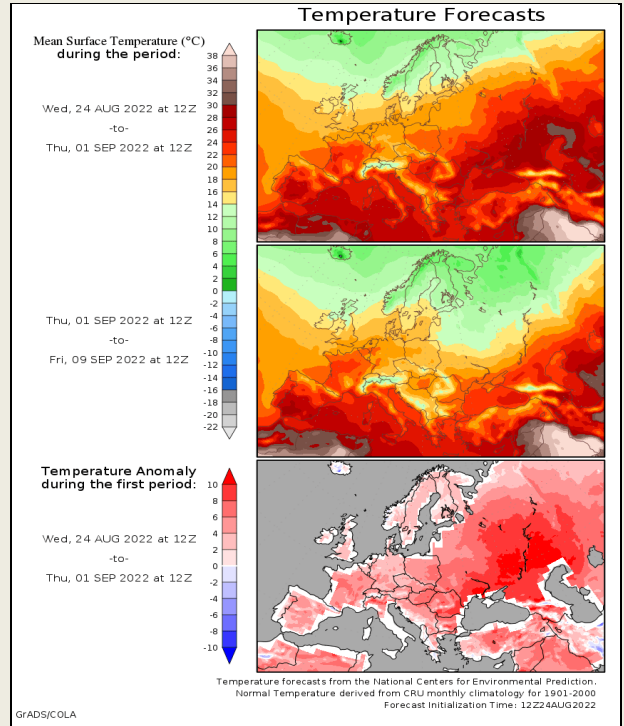 Temperature Forecasts
Mean Surface Temperature (°C)
during the period:
Wed, 24 AUG 2022 at 12Z
-to-
Thu, 01 SEP 2022 at 12Z
38
36
34
32
30
28
26
24
22
20
18
16
14
12
10
8
6
4
2
0
-2
-4
-6
-8
-10
-12
-14
-16
-18
-20
-22
Thu, 01 SEP 2022 at 12Z
-to-
Fri, 09 SEP 2022 at 12Z
Temperature Anomaly
during the first period:
Wed, 24 AUG 2022 at 12Z
-to-
Thu, 01 SEP 2022 at 12Z
10
8
6
4
2
0
-2
-4
-6
-8
-10
Temperature forecasts from the National Centers for Environmental Prediction.
Normal Temperature derived from CRU monthly climatology for 1901-2000
Forecast Initialization Time: 12Z24AUG2022
GrADS/COLA